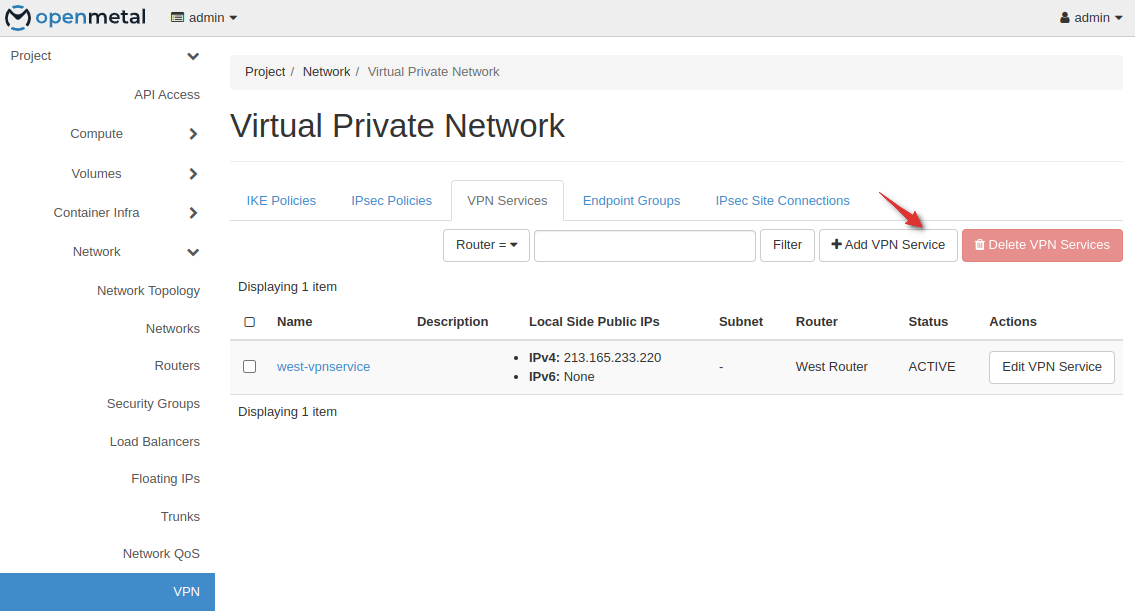 openmetal admin admin
Project
API Access
Compute
Volumes
Container Infra
Network
Network Topology
Networks
Routers
Security Groups
Load Balancers
Floating IPs
Trunks
Network QoS
VPN
Project / Network / Virtual Private Network
Virtual Private Network
IKE Policies IPsec Policies VPN Services Endpoint Groups IPsec Site Connections
Router = Filter Add VPN Service Delete VPN Services
Displaying 1 item
Name Description Local Side Public IPs Subnet Router Status Actions
west-vpnservice • IPv4: 213.165.233.220 - West Router ACTIVE Edit VPN Service
• IPv6: None
Displaying 1 item